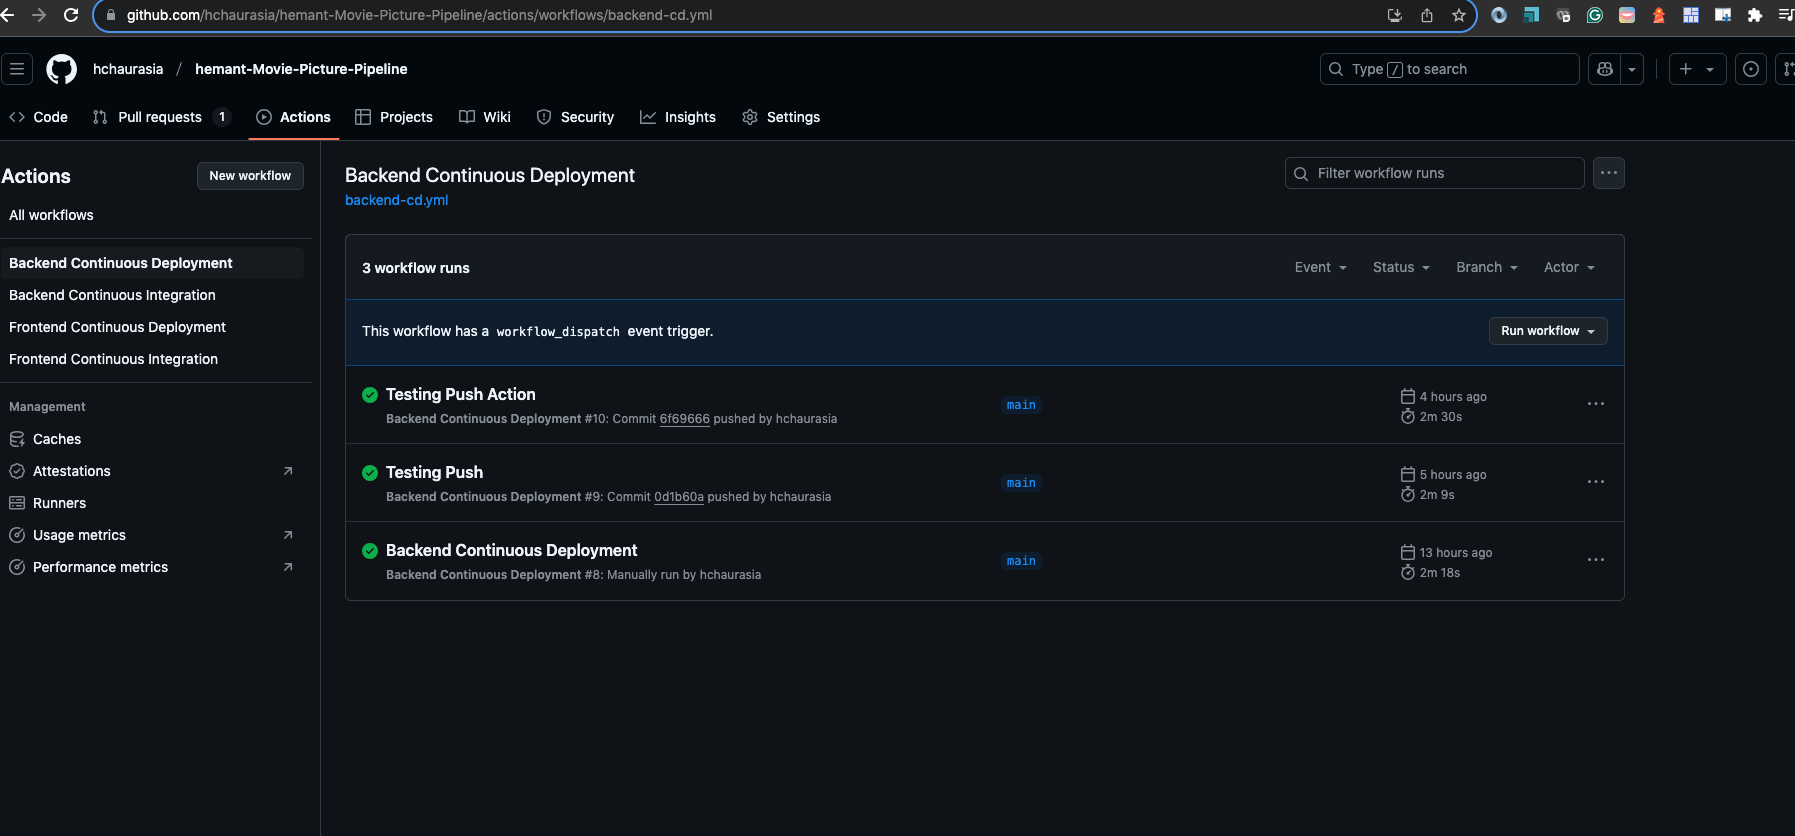 github.com/hchaurasia/hemant-Movie-Picture-Pipeline/actions/workflows/backend-cd.yml
hchaurasia / hemant-Movie-Picture-Pipeline
Type / to search
Code
Pull requests 1
Actions
Projects
Wiki
Security
Insights
Settings
Actions
New workflow
All workflows
Backend Continuous Deployment
Backend Continuous Integration
Frontend Continuous Deployment
Frontend Continuous Integration
Management
Caches
Attestations
Runners
Usage metrics
Performance metrics
Backend Continuous Deployment
backend-cd.yml
Filter workflow runs
3 workflow runs
Event
Status
Branch
Actor
This workflow has a workflow_dispatch event trigger.
Run workflow
Testing Push Action
Backend Continuous Deployment #10: Commit 6f69666 pushed by hchaurasia
main
4 hours ago
2m 30s
Testing Push
Backend Continuous Deployment #9: Commit 0d1b60a pushed by hchaurasia
main
5 hours ago
2m 9s
Backend Continuous Deployment
Backend Continuous Deployment #8: Manually run by hchaurasia
main
13 hours ago
2m 18s